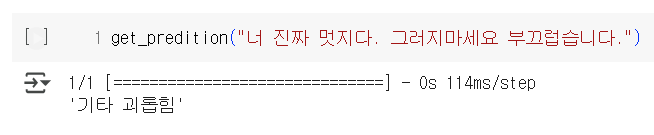 [ ] 1 get_predition("너 진짜 멋지다. 그러지마세요 부끄럽습니다.")
1/1 [==============================] - 0s 114ms/step
'기타 괴롭힘'